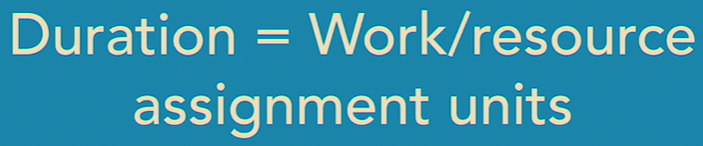 Duration = Work/resource
assignment units